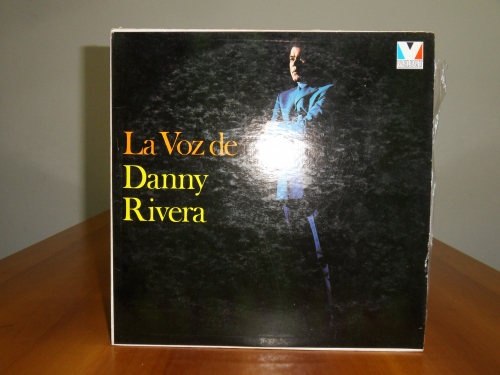 La Voz de
Danny
Rivera